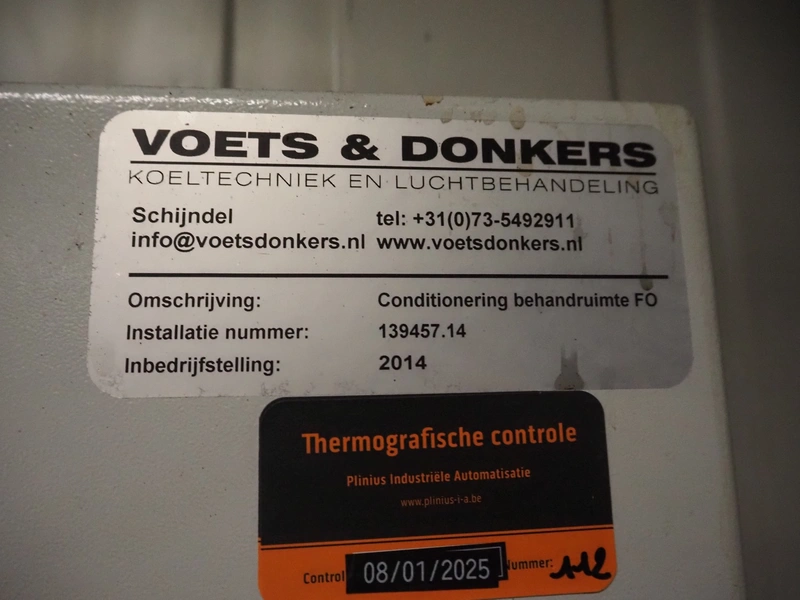 VOETS & DONKERS
KOELTECHNIEK EN LUCHTBEHANDELING
Schijndel tel: +31(0)73-5492911
info@voetsdonkers.nl www.voetsdonkers.nl
Omschrijving: Conditionering behandruimte FO
Installatie nummer: 139457.14
Inbedrijfstelling: 2014
Thermografische controle
Plinius Industriële Automatisatie
www.plinius-i-a.be
Control 08/01/2025 Nummer: 112